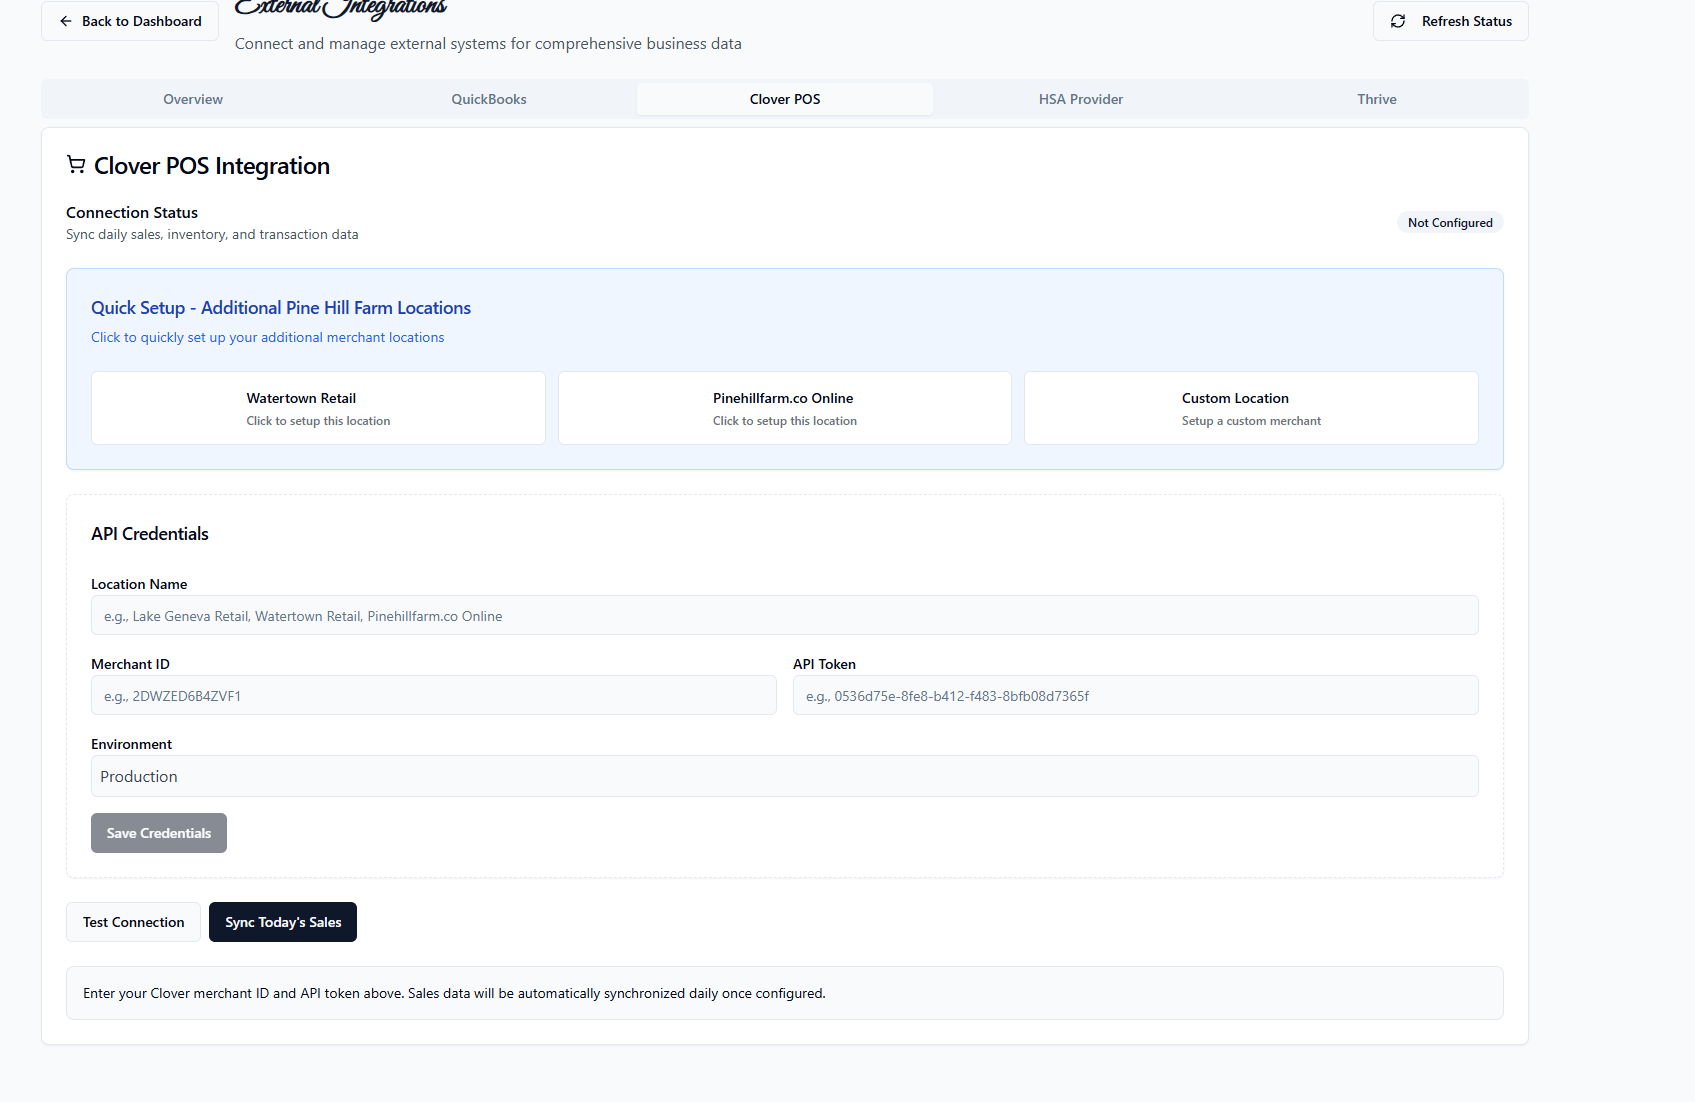 Back to Dashboard
External Integrations
Refresh Status
Connect and manage external systems for comprehensive business data
Overview
QuickBooks
Clover POS
HSA Provider
Thrive
Clover POS Integration
Connection Status
Sync daily sales, inventory, and transaction data
Not Configured
Quick Setup - Additional Pine Hill Farm Locations
Click to quickly set up your additional merchant locations
Watertown Retail
Click to setup this location
Pinehillfarm.co Online
Click to setup this location
Custom Location
Setup a custom merchant
API Credentials
Location Name
e.g., Lake Geneva Retail, Watertown Retail, Pinehillfarm.co Online
Merchant ID
e.g., 2DWZED6B4ZVF1
API Token
e.g., 0536d75e-8fe8-b412-f483-8bfb08d7365f
Environment
Production
Save Credentials
Test Connection
Sync Today's Sales
Enter your Clover merchant ID and API token above. Sales data will be automatically synchronized daily once configured.